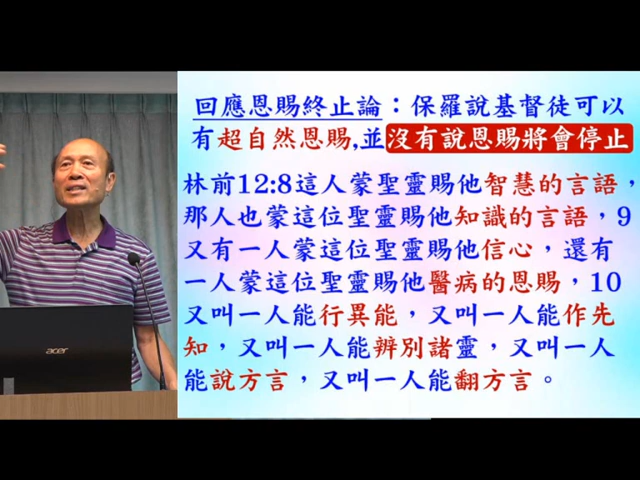 回應恩賜終止論：保羅說基督徒可以
有超自然恩賜,並沒有說恩賜將會停止
林前12:8這人蒙聖靈賜他智慧的言語，
那人也蒙這位聖靈賜他知識的言語，9
又有一人蒙這位聖靈賜他信心，還有
一人蒙這位聖靈賜他醫病的恩賜，10
又叫一人能行異能，又叫一人能作先
知，又叫一人能辨別諸靈，又叫一人
能說方言，又叫一人能翻方言。
acer